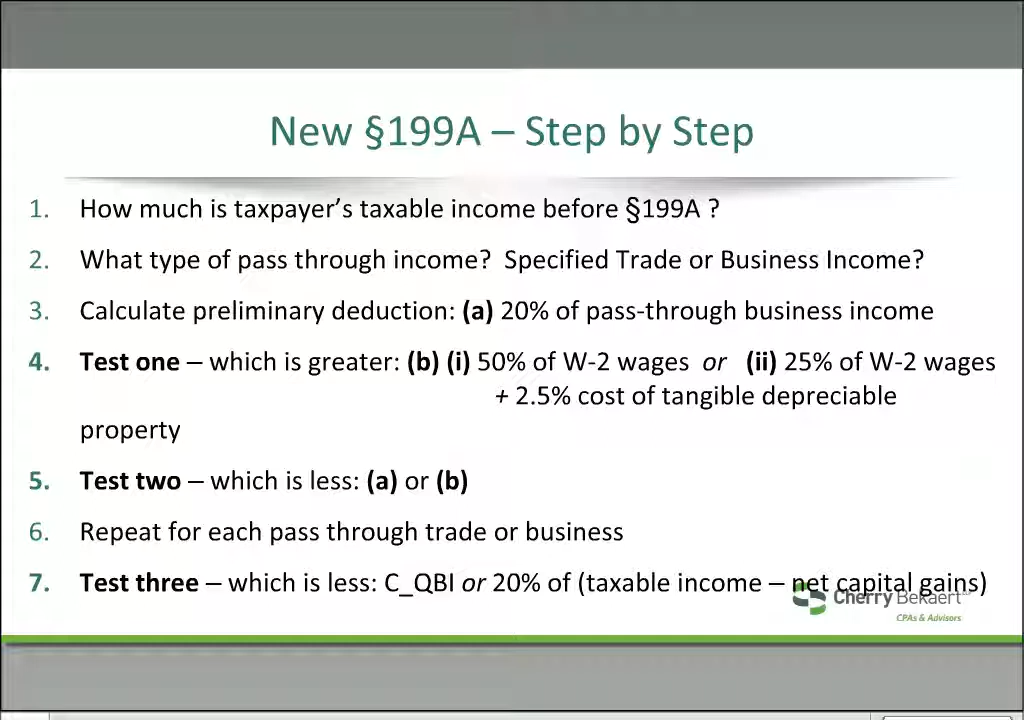 New §199A – Step by Step
1. How much is taxpayer’s taxable income before §199A ?
2. What type of pass through income? Specified Trade or Business Income?
3. Calculate preliminary deduction: (a) 20% of pass-through business income
4. Test one – which is greater: (b) (i) 50% of W-2 wages or (ii) 25% of W-2 wages
+ 2.5% cost of tangible depreciable
property
5. Test two – which is less: (a) or (b)
6. Repeat for each pass through trade or business
7. Test three – which is less: C_QBI or 20% of (taxable income – net capital gains)
Cherry Bekaert
CPAs & Advisors